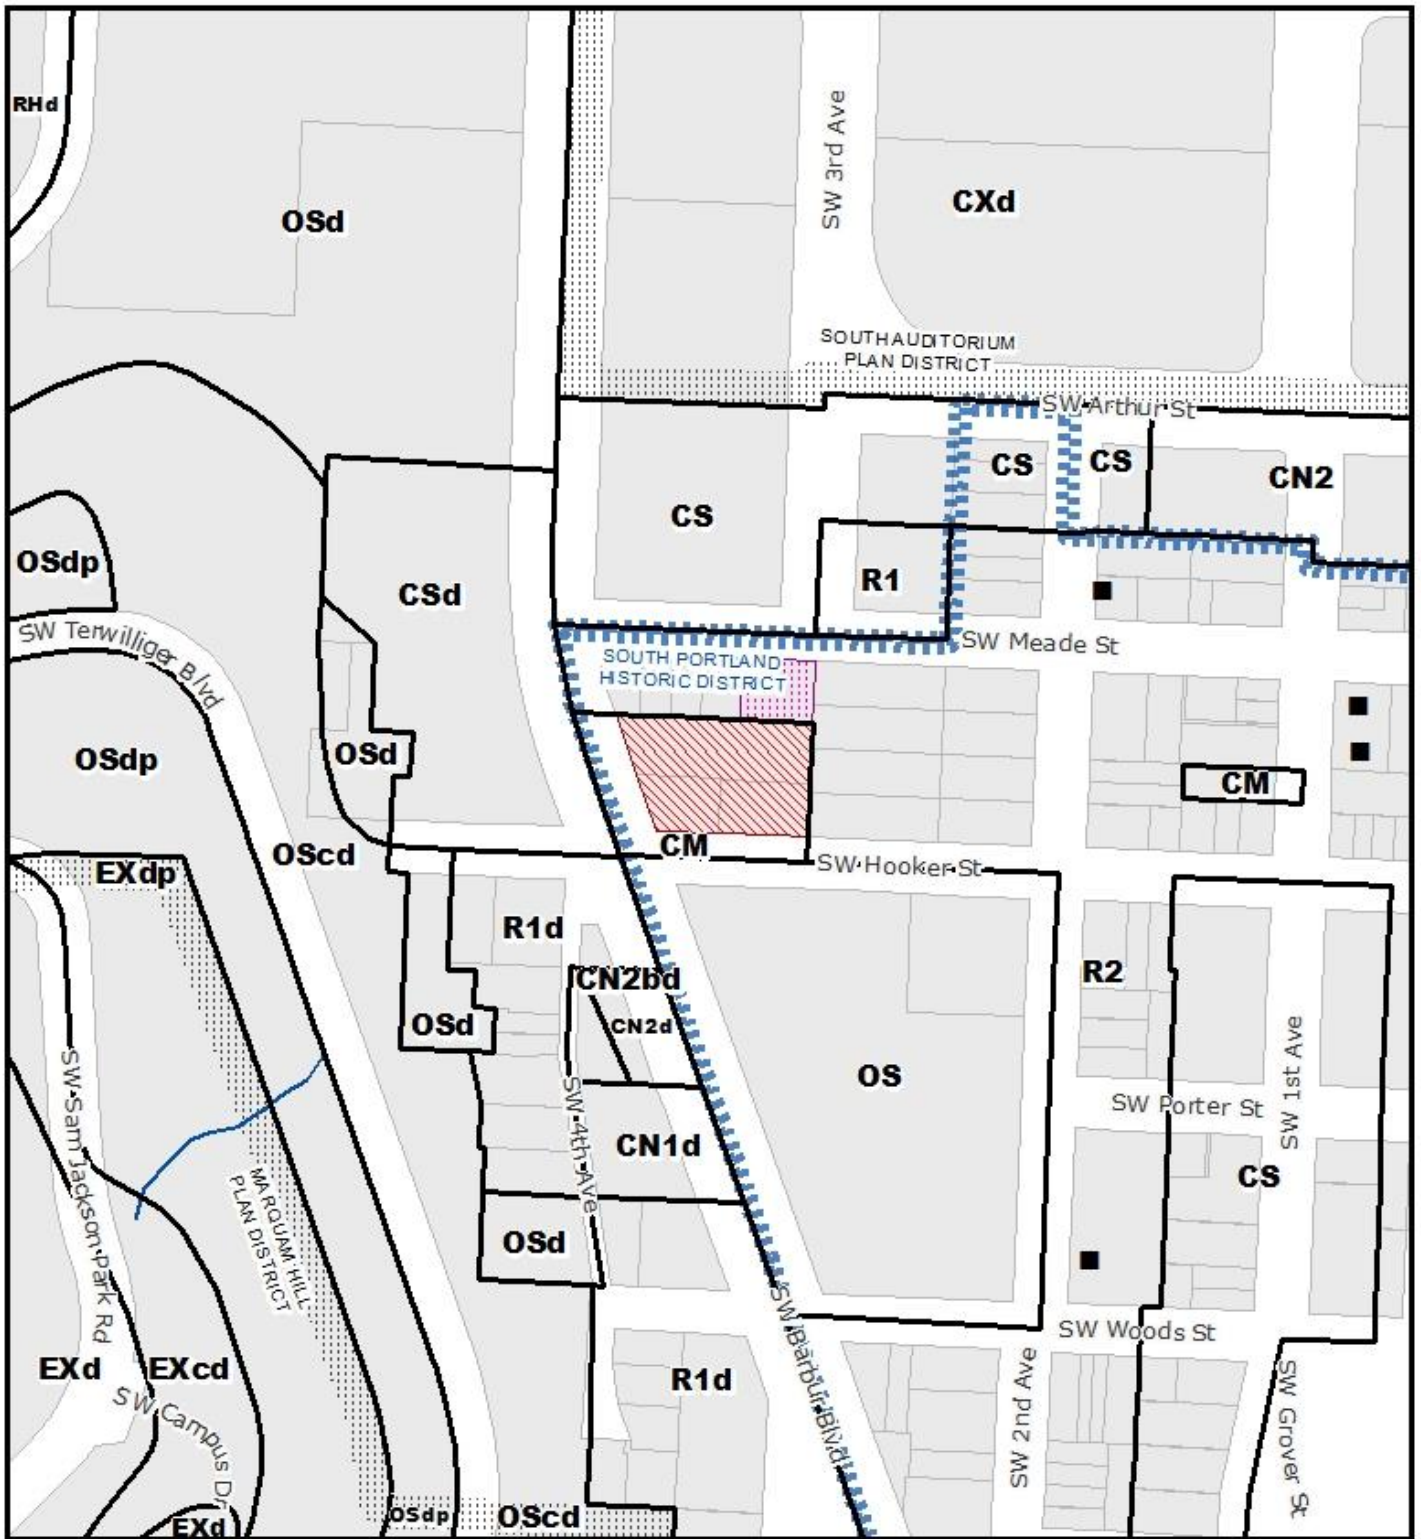 RHd
OSd
SW 3rd Ave
CXd
SOUTH AUDITORIUM
PLAN DISTRICT
SW Arthur St
CS
CS
CN2
CS
OSdp
CSd
R1
SW Terwilliger Blvd
SW Meade St
SOUTH PORTLAND
HISTORIC DISTRICT
OSdp
OSd
CM
CM
OScd
SW Hooker St
EXdp
R1d
R2
CN2bd
CN2d
OSd
OS
SW 1st Ave
SW Sam Jackson Park Rd
SW 4th Ave
SW Porter St
CN1d
CS
MARQUAM HILL
PLAN DISTRICT
OSd
SW Woods St
SW Barbur Blvd
EXd
EXcd
R1d
SW 2nd Ave
SW Grover St
SW Campus Dr
OSdp
OScd
EXd